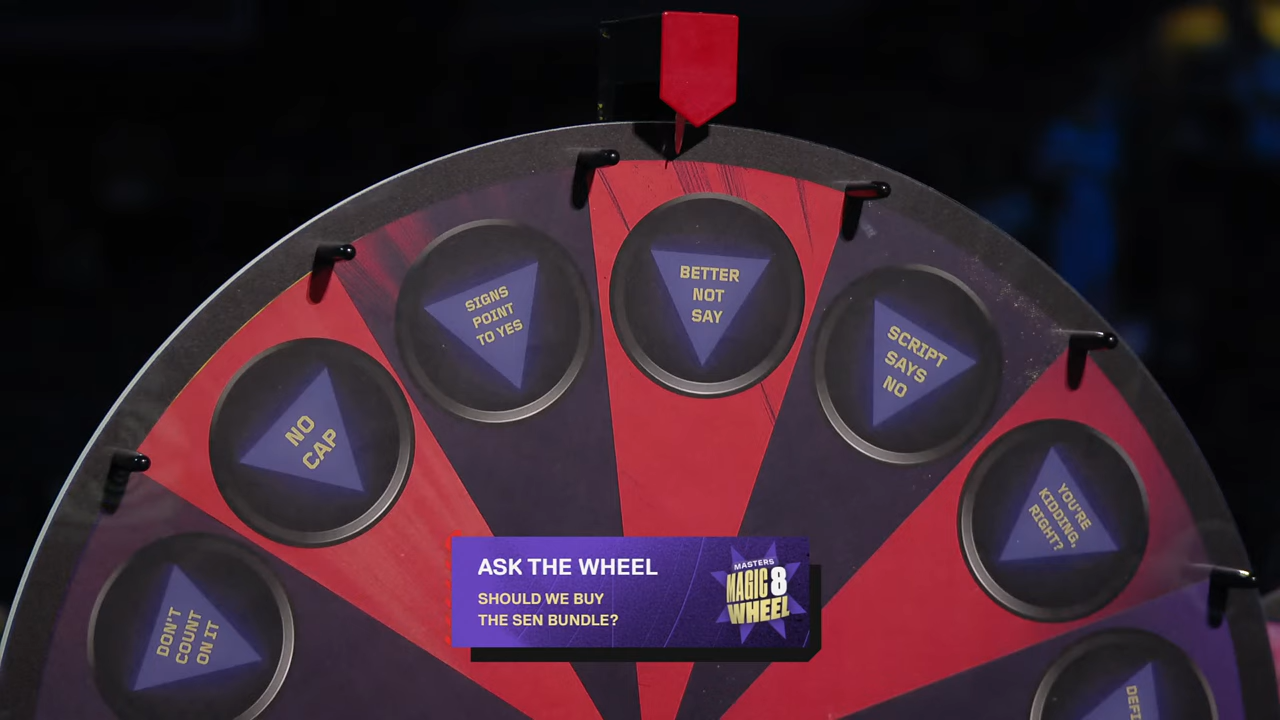 BETTER
NOT
SAY
SIGNS
POINT
TO YES
SCRIPT
SAYS
NO
NO
CAP
YOU'RE
KIDDING,
RIGHT?
DON'T
COUNT
ON IT
ASK THE WHEEL
SHOULD WE BUY
THE SEN BUNDLE?
MASTERS
MAGIC 8
WHEEL